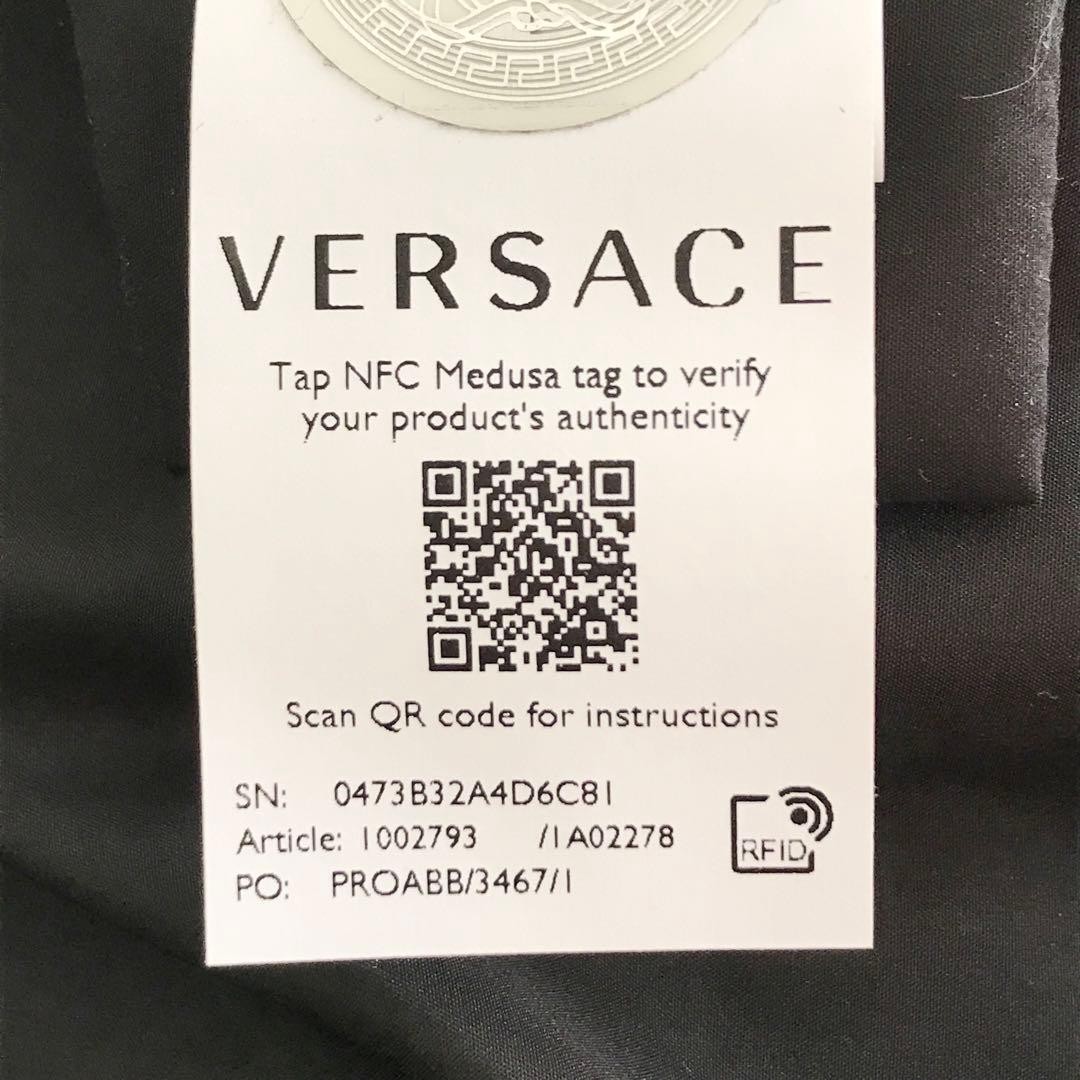 VERSACE
Tap NFC Medusa tag to verify
your product's authenticity
Scan QR code for instructions
SN: 0473B32A4D6C81
Article: 1002793 /1A02278
PO: PROABB/3467/1
RFID